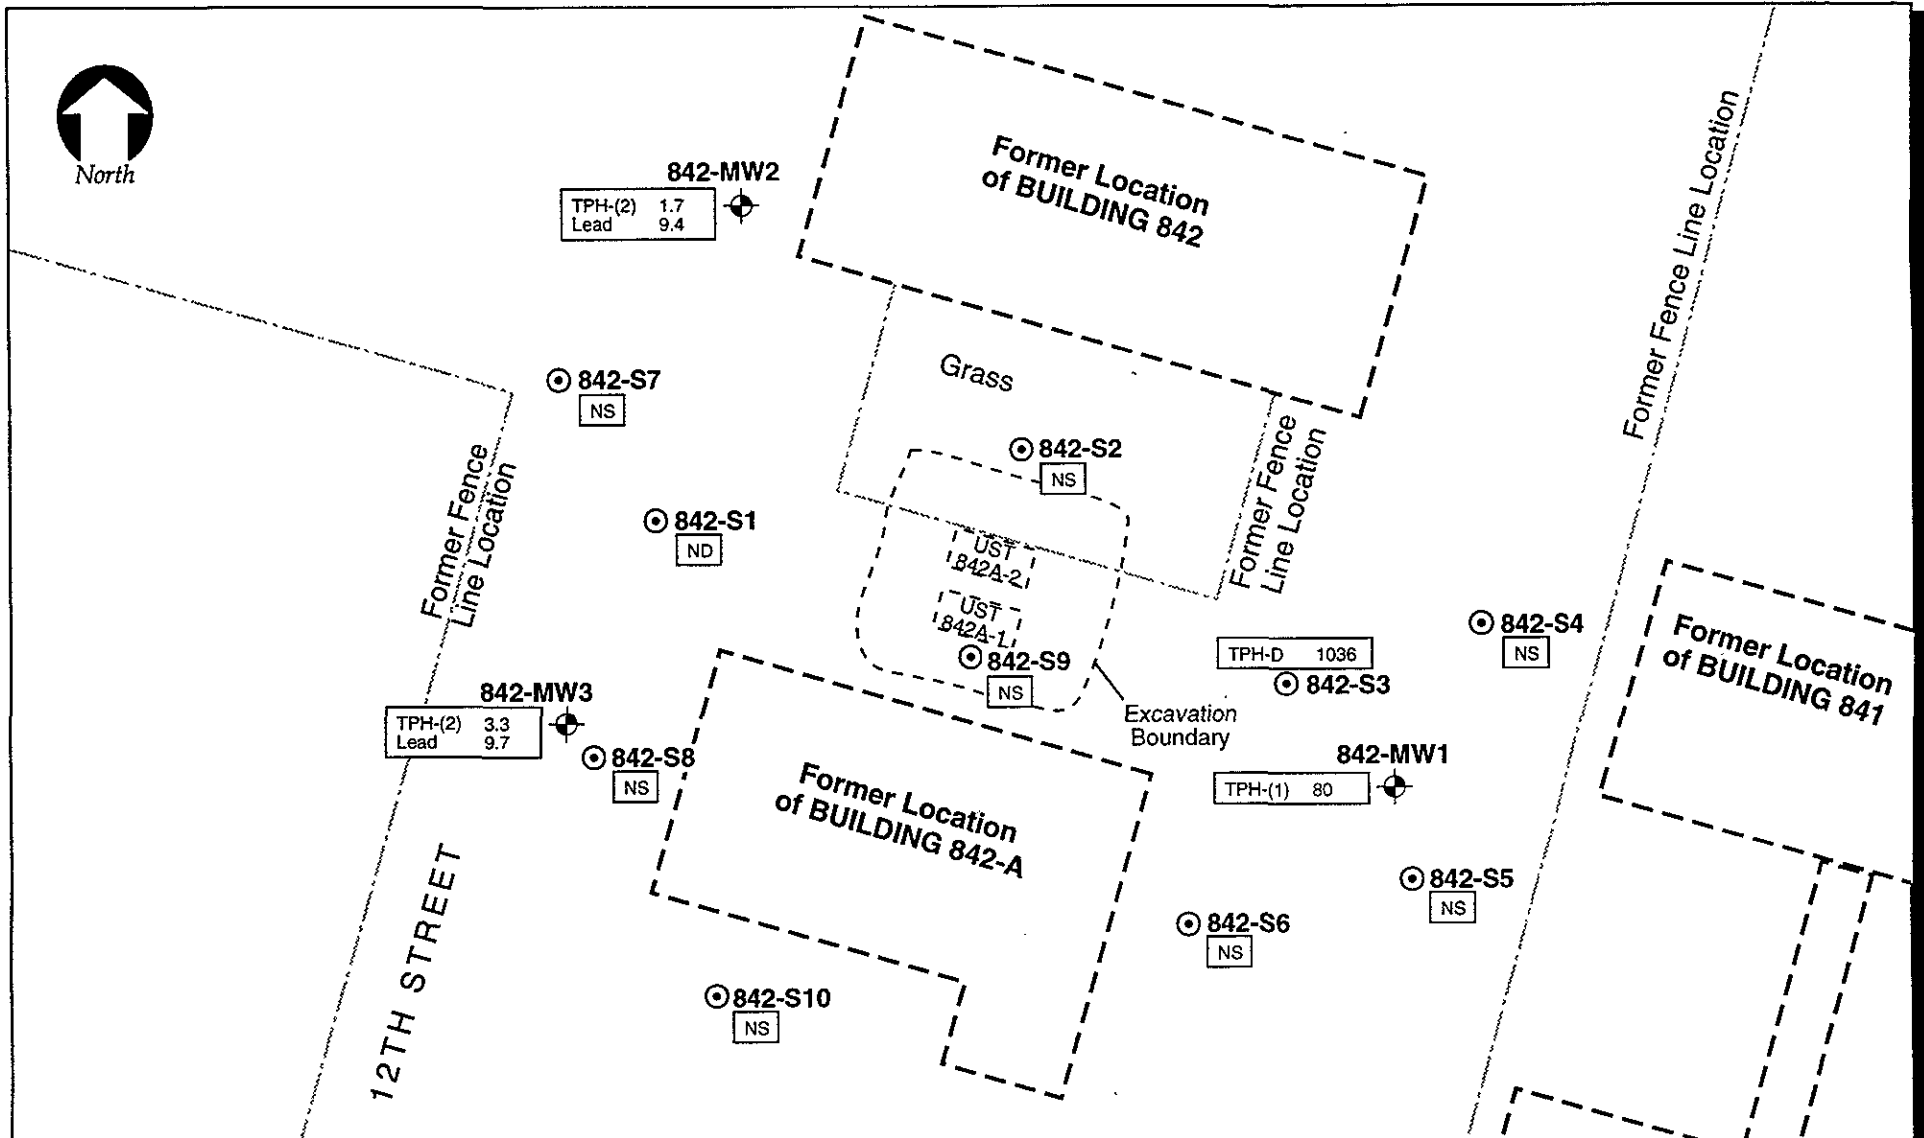 North
842-MW2
TPH-(2) 1.7
Lead 9.4
Former Location
of BUILDING 842
Former Fence Line Location
842-S7
NS
Grass
842-S2
NS
Former Fence
Line Location
Former Fence
Line Location
842-S1
ND
UST
842A-2
UST
842A-1
842-S9
NS
TPH-D 1036
842-S3
842-S4
NS
Former Location
of BUILDING 841
842-MW3
TPH-(2) 3.3
Lead 9.7
842-S8
NS
Excavation
Boundary
842-MW1
TPH-(1) 80
Former Location
of BUILDING 842-A
842-S5
NS
842-S6
NS
12TH STREET
842-S10
NS